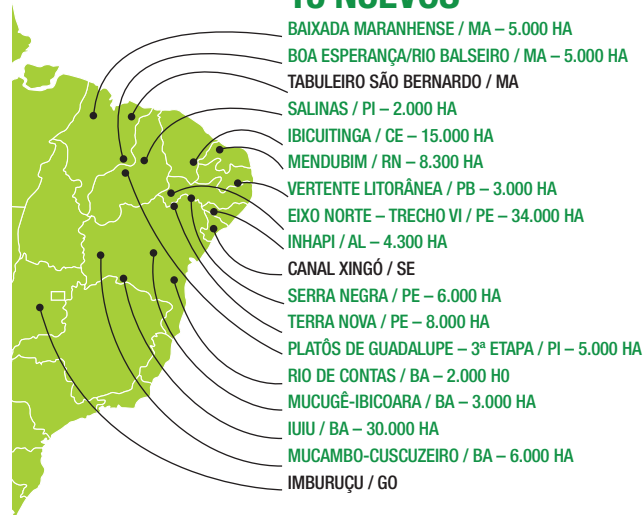 10 NUEVOS
BAIXADA MARANHENSE / MA – 5.000 HA
BOA ESPERANÇA/RIO BALSEIRO / MA – 5.000 HA
TABULEIRO SÃO BERNARDO / MA
SALINAS / PI – 2.000 HA
IBICUITINGA / CE – 15.000 HA
MENDUBIM / RN – 8.300 HA
VERTENTE LITORÂNEA / PB – 3.000 HA
EIXO NORTE – TRECHO VI / PE – 34.000 HA
INHAPI / AL – 4.300 HA
CANAL XINGÓ / SE
SERRA NEGRA / PE – 6.000 HA
TERRA NOVA / PE – 8.000 HA
PLATÔS DE GUADALUPE – 3ª ETAPA / PI – 5.000 HA
RIO DE CONTAS / BA – 2.000 H0
MUCUGÊ-IBICOARA / BA – 3.000 HA
IUIU / BA – 30.000 HA
MUCAMBO-CUSCUZEIRO / BA – 6.000 HA
IMBURUÇU / GO